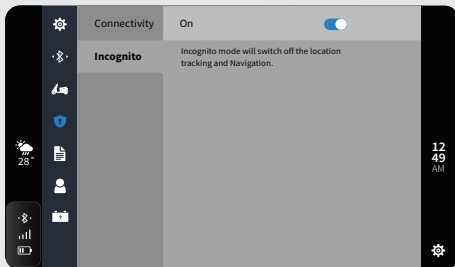 Connectivity
On
Incognito
Incognito mode will switch off the location
tracking and Navigation.
28°
12
49
AM